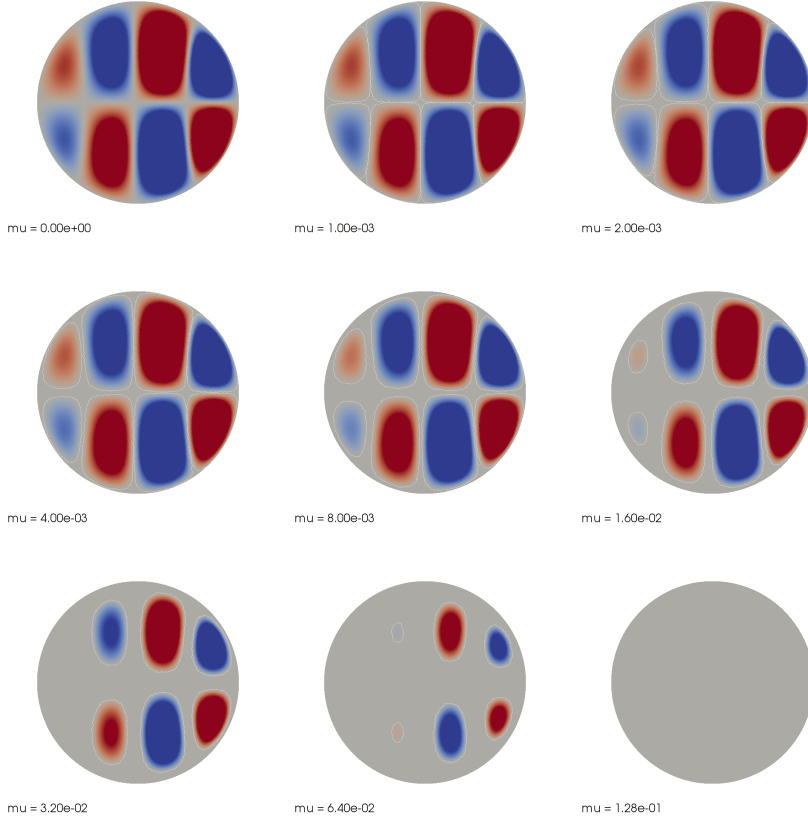 mu = 0.00e+00
mu = 1.00e-03
mu = 2.00e-03
mu = 4.00e-03
mu = 8.00e-03
mu = 1.60e-02
mu = 3.20e-02
mu = 6.40e-02
mu = 1.28e-01